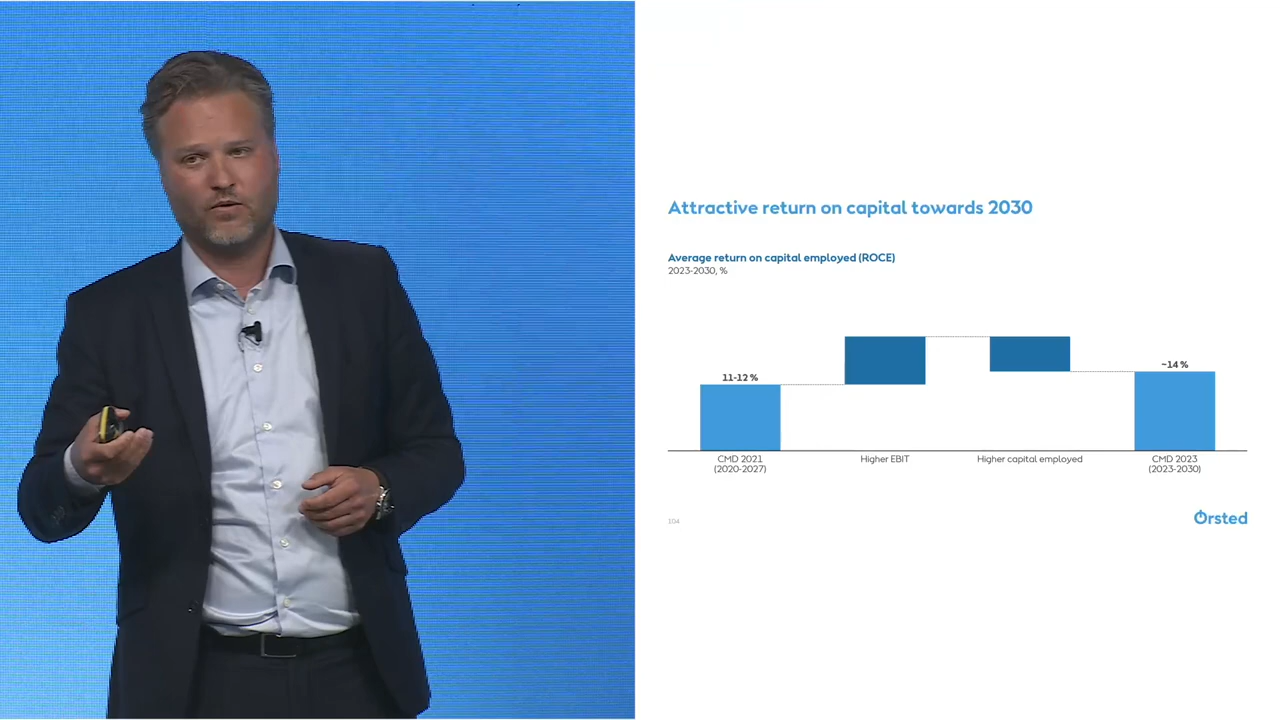 Attractive return on capital towards 2030
Average return on capital employed (ROCE)
2023-2030, %
11-12 %
~14 %
CMD 2021
(2020-2027)
Higher EBIT
Higher capital employed
CMD 2023
(2023-2030)
104
Ørsted